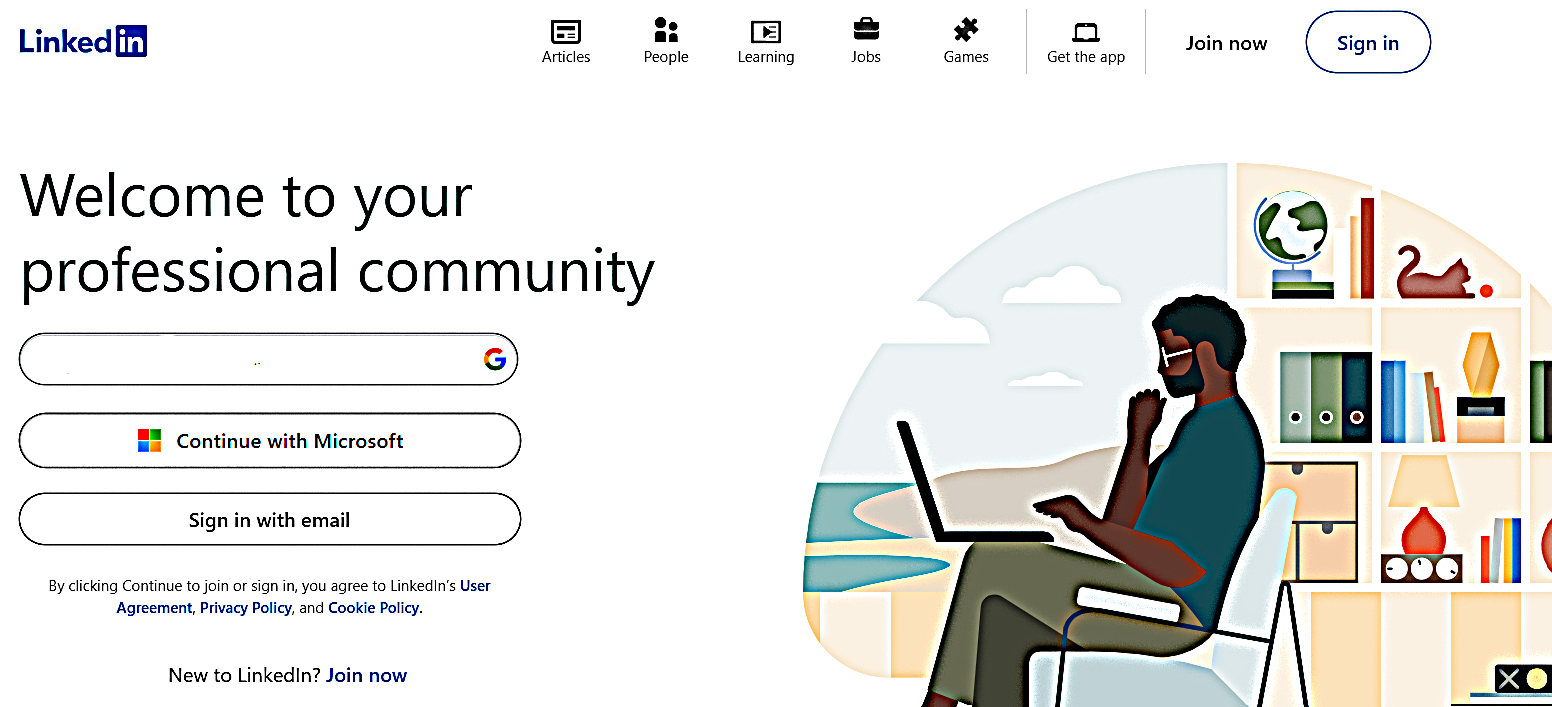 Linkedin
Articles
People
Learning
Jobs
Games
Get the app
Join now
Sign in
Welcome to your
professional community
Continue with Microsoft
Sign in with email
By clicking Continue to join or sign in, you agree to LinkedIn’s User
Agreement, Privacy Policy, and Cookie Policy.
New to LinkedIn? Join now